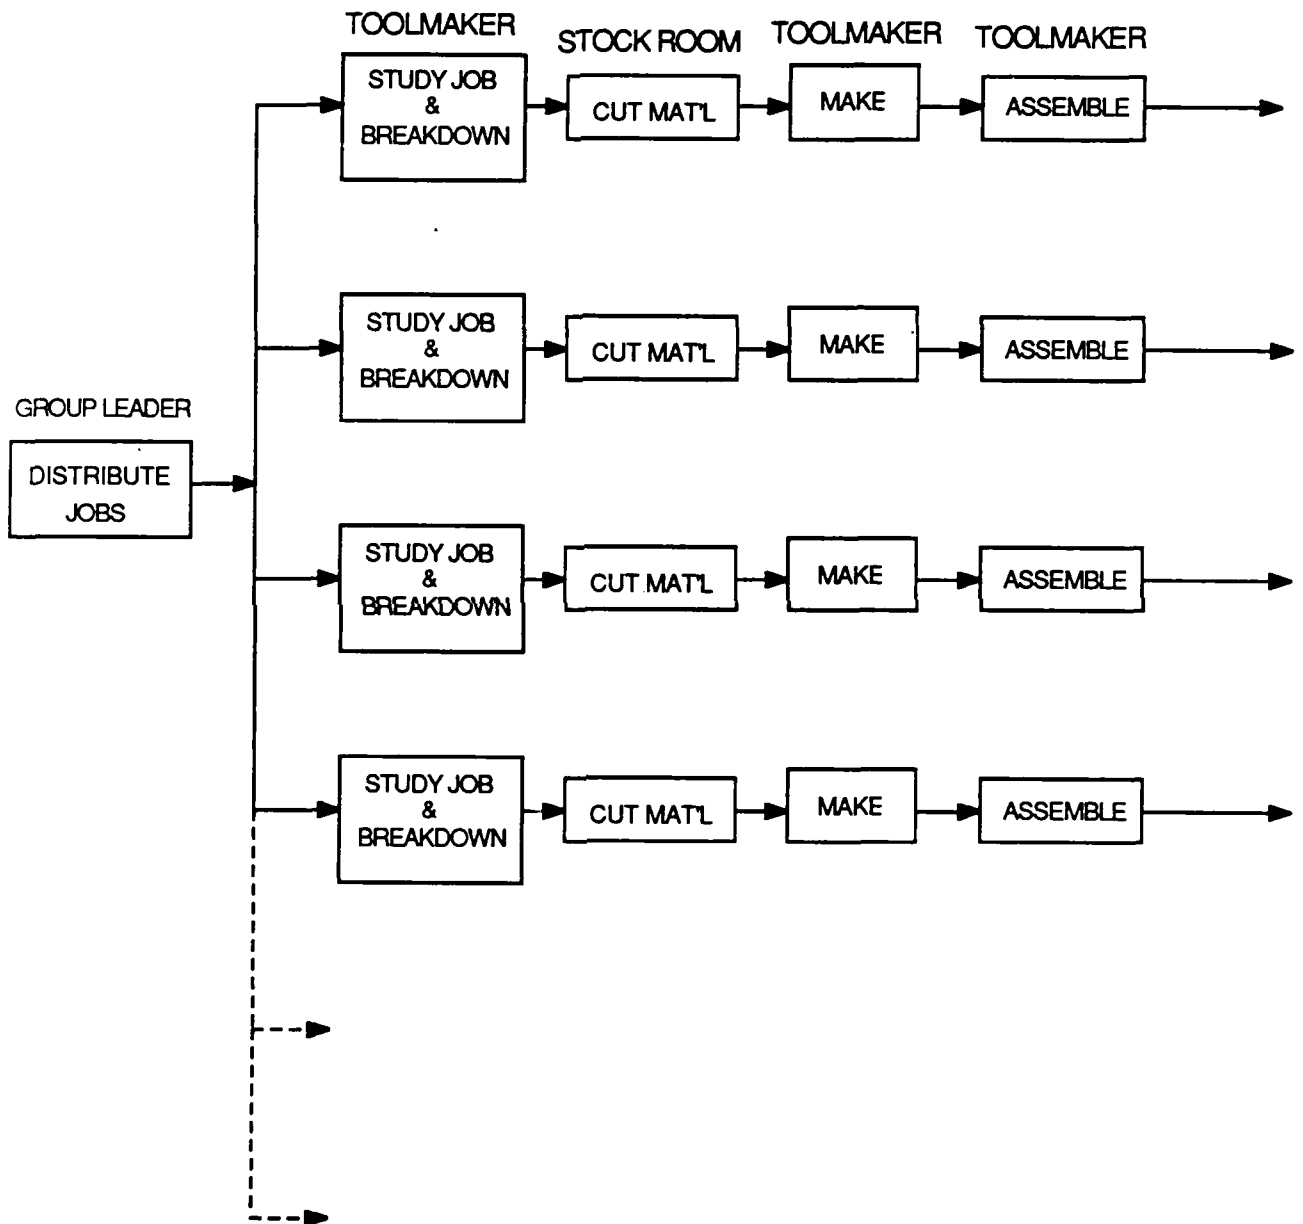 TOOLMAKER
STOCK ROOM
TOOLMAKER
TOOLMAKER
STUDY JOB
&
BREAKDOWN
CUT MAT'L
MAKE
ASSEMBLE
STUDY JOB
&
BREAKDOWN
CUT MAT'L
MAKE
ASSEMBLE
GROUP LEADER
DISTRIBUTE
JOBS
STUDY JOB
&
BREAKDOWN
CUT MAT'L
MAKE
ASSEMBLE
STUDY JOB
&
BREAKDOWN
CUT MAT'L
MAKE
ASSEMBLE